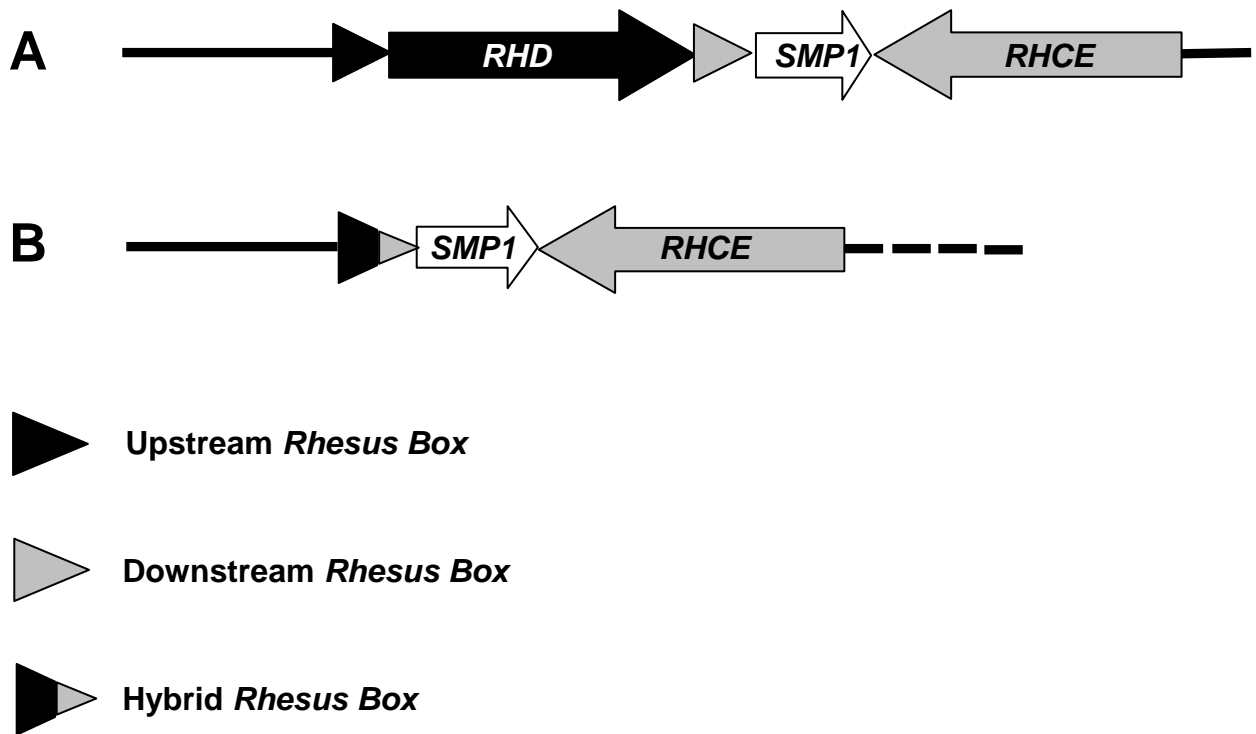 A RHD SMP1 RHCE
B SMP1 RHCE
Upstream Rhesus Box
Downstream Rhesus Box
Hybrid Rhesus Box